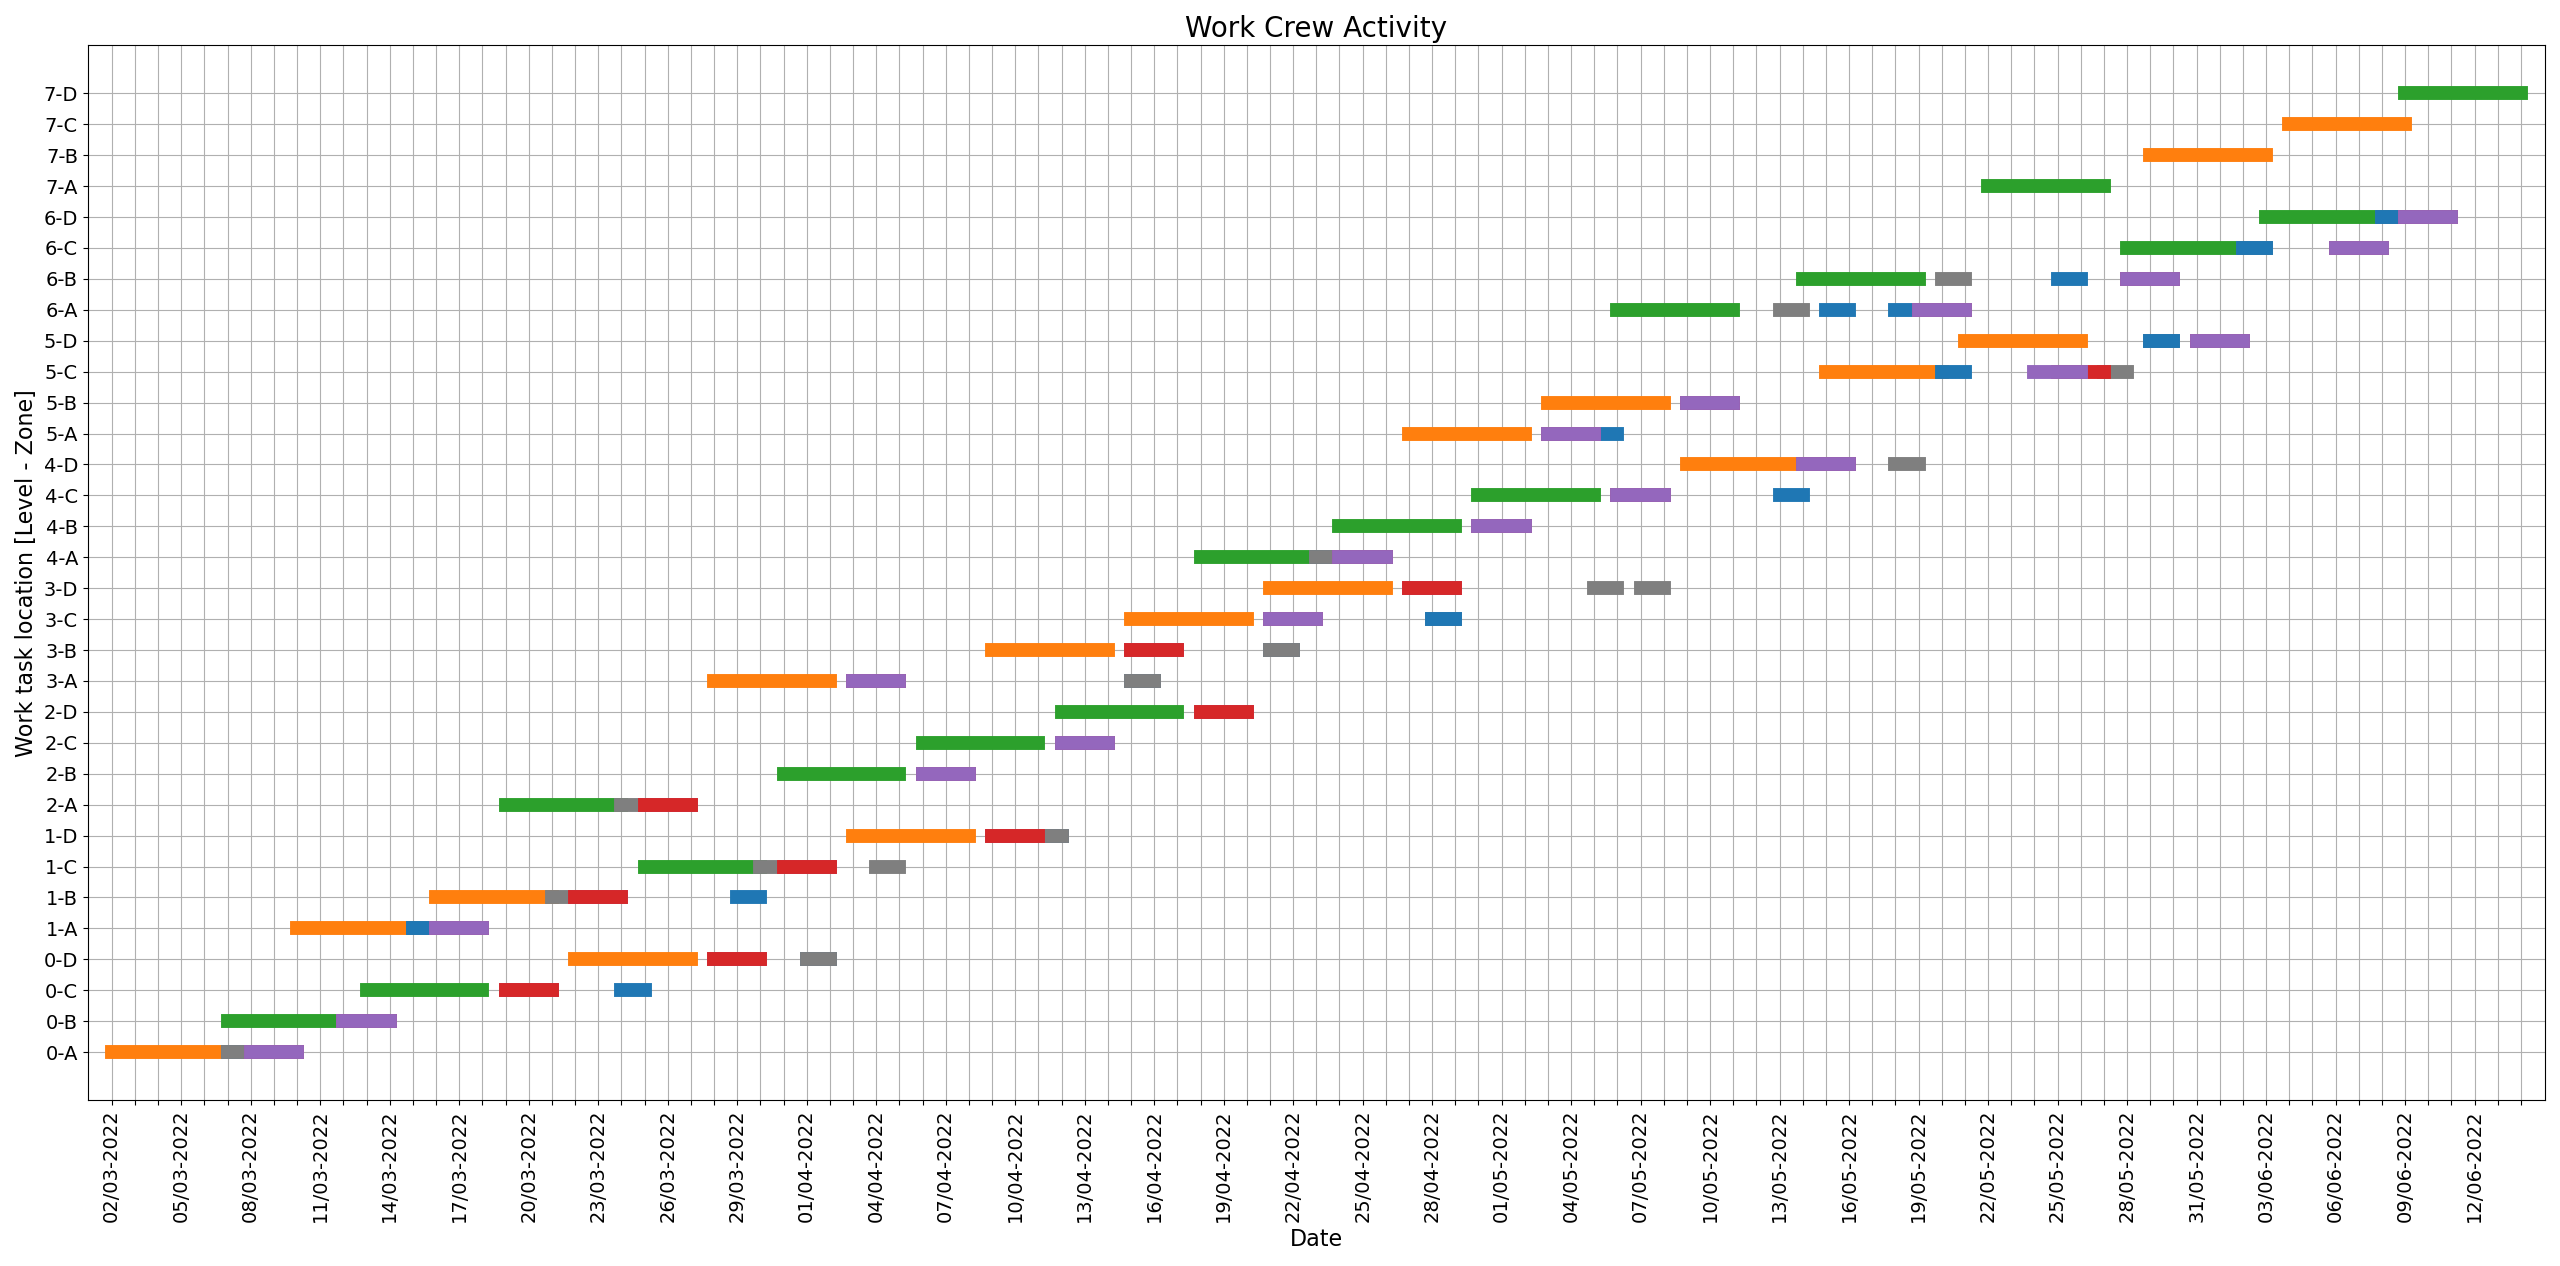 Work Crew Activity
Work task location [Level - Zone]
7-D
7-C
7-B
7-A
6-D
6-C
6-B
6-A
5-D
5-C
5-B
5-A
4-D
4-C
4-B
4-A
3-D
3-C
3-B
3-A
2-D
2-C
2-B
2-A
1-D
1-C
1-B
1-A
0-D
0-C
0-B
0-A
02/03-2022
05/03-2022
08/03-2022
11/03-2022
14/03-2022
17/03-2022
20/03-2022
23/03-2022
26/03-2022
29/03-2022
01/04-2022
04/04-2022
07/04-2022
10/04-2022
13/04-2022
16/04-2022
19/04-2022
22/04-2022
25/04-2022
28/04-2022
01/05-2022
04/05-2022
07/05-2022
10/05-2022
13/05-2022
16/05-2022
19/05-2022
22/05-2022
25/05-2022
28/05-2022
31/05-2022
03/06-2022
06/06-2022
09/06-2022
12/06-2022
Date